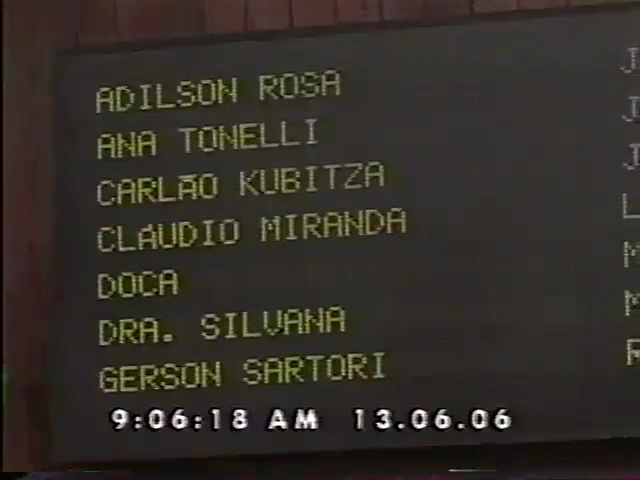 ADILSON ROSA
ANA TONELLI
CARLÃO KUBITZA
CLAUDIO MIRANDA
DOCA
DRA. SILVANA
GERSON SARTORI
J
J
J
L
M
M
R
9:06:18 AM 13.06.06